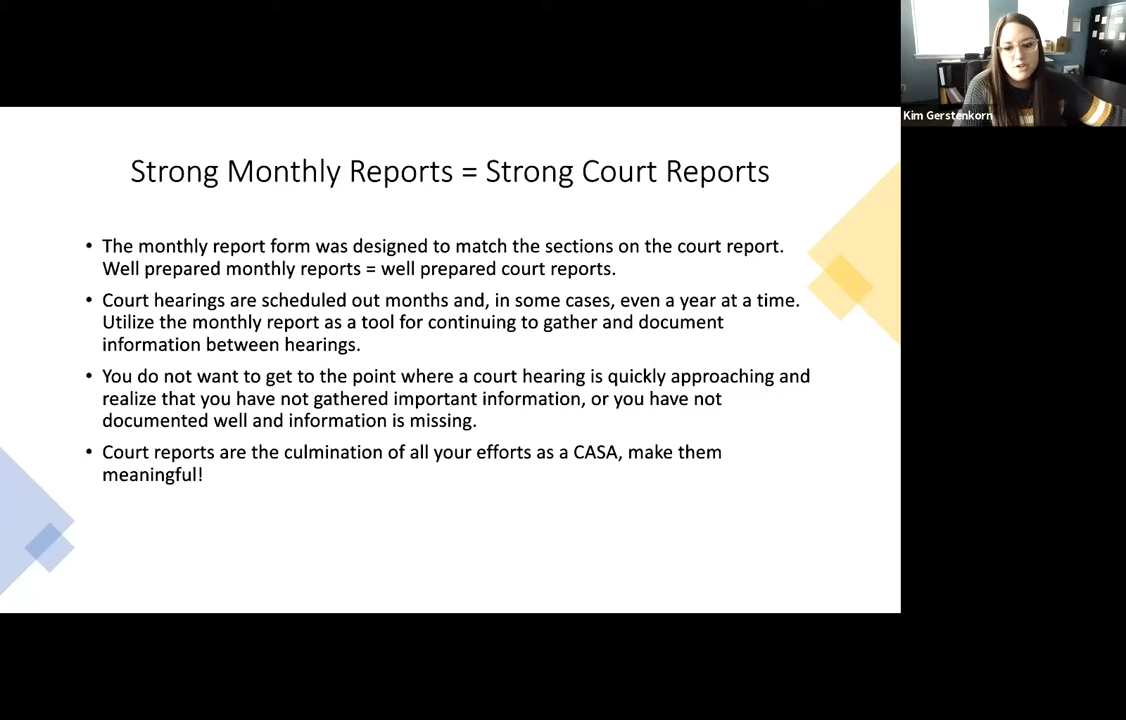 Kim Gerstenkorn
Strong Monthly Reports = Strong Court Reports
• The monthly report form was designed to match the sections on the court report.
Well prepared monthly reports = well prepared court reports.
• Court hearings are scheduled out months and, in some cases, even a year at a time.
Utilize the monthly report as a tool for continuing to gather and document
information between hearings.
• You do not want to get to the point where a court hearing is quickly approaching and
realize that you have not gathered important information, or you have not
documented well and information is missing.
• Court reports are the culmination of all your efforts as a CASA, make them
meaningful!